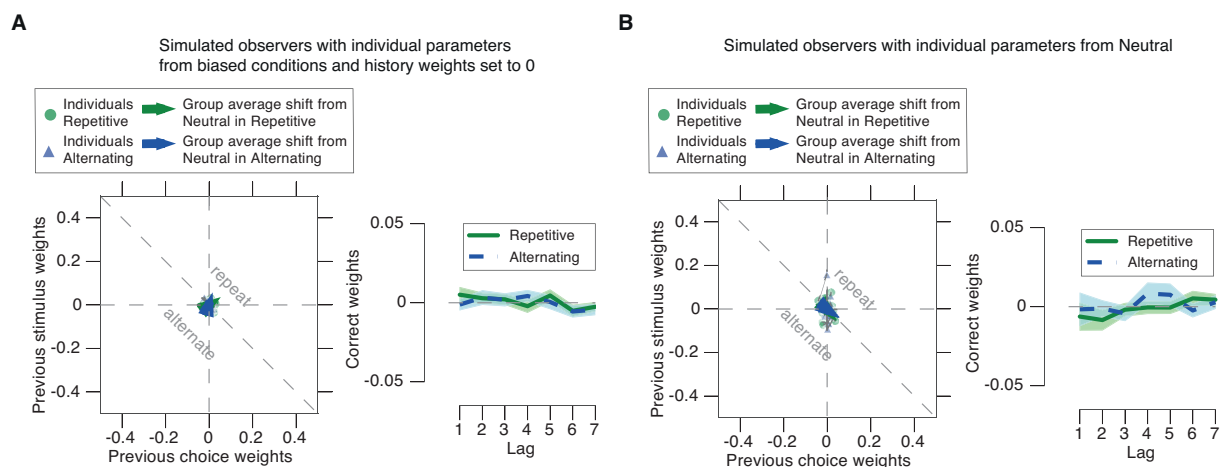 A
Simulated observers with individual parameters
from biased conditions and history weights set to 0
Individuals
Repetitive
Group average shift from
Neutral in Repetitive
Individuals
Alternating
Group average shift from
Neutral in Alternating
Previous stimulus weights
0.4
0.2
0
-0.2
-0.4
repeat
alternate
-0.4 -0.2 0 0.2 0.4
Previous choice weights
Correct weights
0.05
0
-0.05
Repetitive
Alternating
1 2 3 4 5 6 7
Lag
B
Simulated observers with individual parameters from Neutral
Individuals
Repetitive
Group average shift from
Neutral in Repetitive
Individuals
Alternating
Group average shift from
Neutral in Alternating
Previous stimulus weights
0.4
0.2
0
-0.2
-0.4
repeat
alternate
-0.4 -0.2 0 0.2 0.4
Previous choice weights
Correct weights
0.05
0
-0.05
Repetitive
Alternating
1 2 3 4 5 6 7
Lag